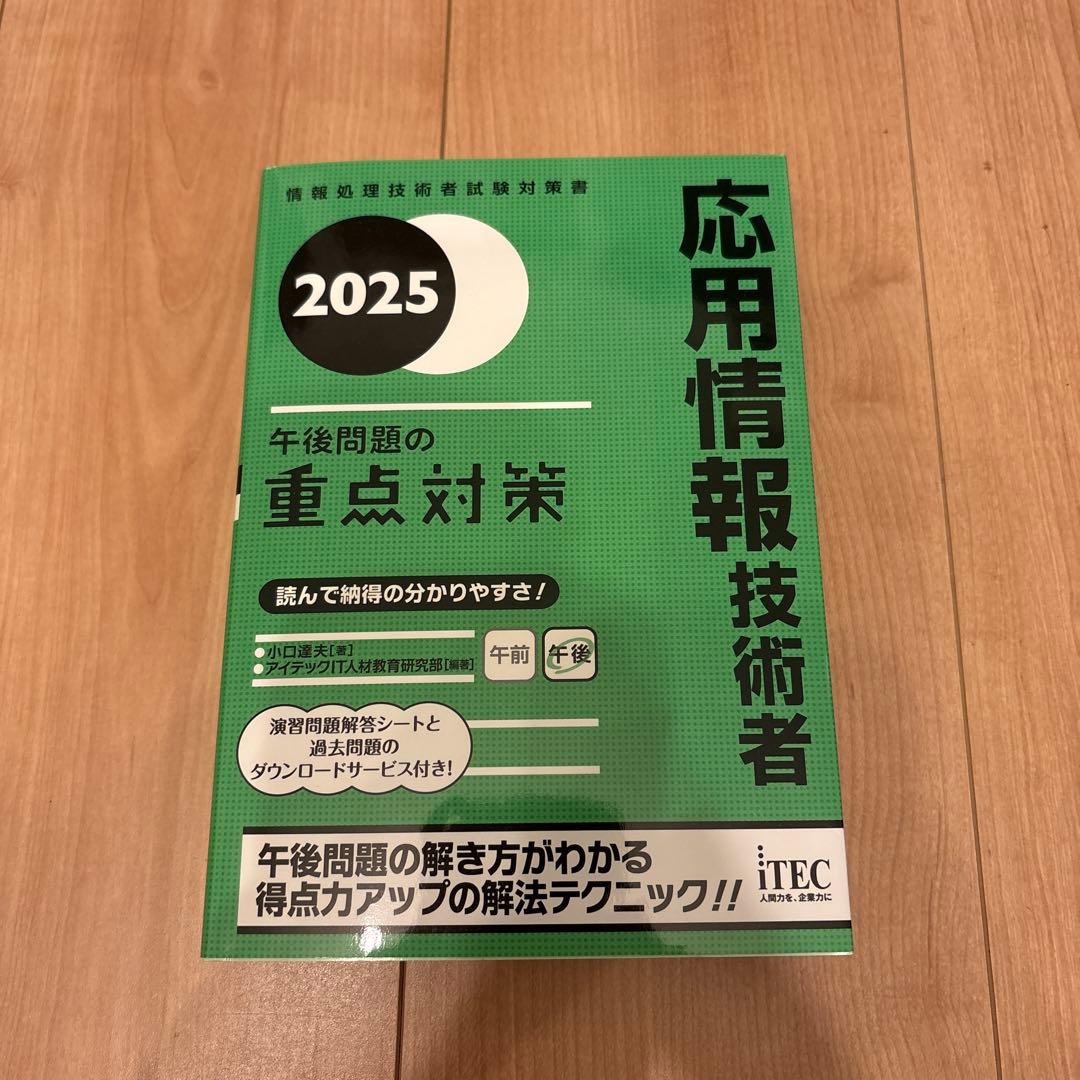 情報処理技術者試験対策書
2025
応用情報技術者
午後問題の
重点対策
読んで納得の分かりやすさ!
●小口達夫[著]
●アイテックIT人材教育研究部[編著]
午前
午後
演習問題解答シートと
過去問題の
ダウンロードサービス付き!
午後問題の解き方がわかる
得点力アップの解法テクニック!!
iTEC
人間力を、企業力に